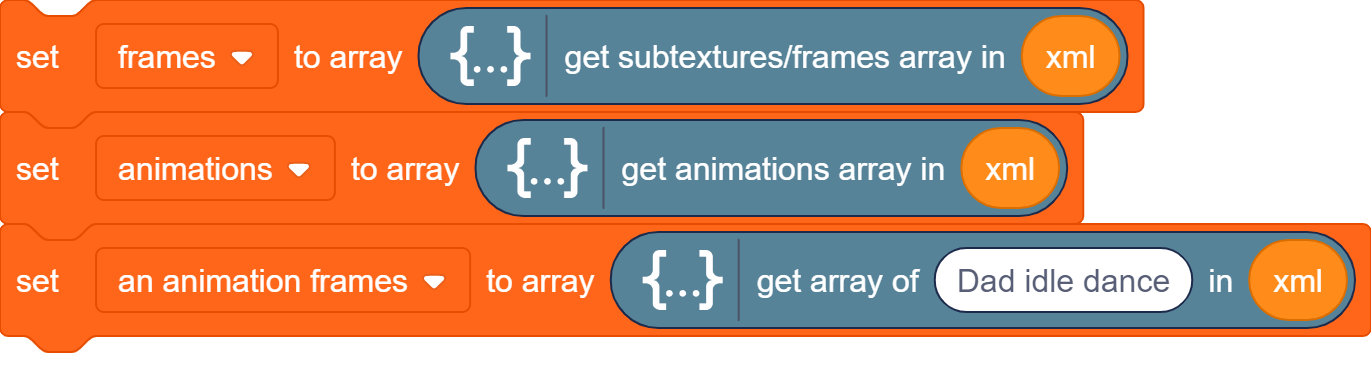 set frames to array {...} get subtextures/frames array in xml
set animations to array {...} get animations array in xml
set an animation frames to array {...} get array of Dad idle dance in xml